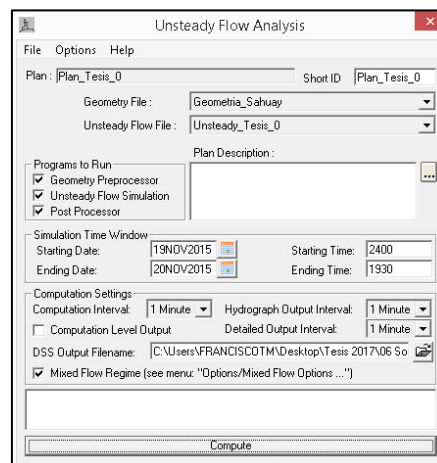 Unsteady Flow Analysis
File Options Help
Plan : Plan_Tesis_0 Short ID Plan_Tesis_0
Geometry File : Geometria_Sahuay
Unsteady Flow File : Unsteady_Tesis_0
Plan Description :
Programs to Run
Geometry Preprocessor
Unsteady Flow Simulation
Post Processor
...
Simulation Time Window
Starting Date: 19NOV2015 Starting Time: 2400
Ending Date: 20NOV2015 Ending Time: 1930
Computation Settings
Computation Interval: 1 Minute Hydrograph Output Interval: 1 Minute
Computation Level Output Detailed Output Interval: 1 Minute
DSS Output Filename: C:\Users\FRANCISCOTM\Desktop\Tesis 2017\06 So
Mixed Flow Regime (see menu: "Options/Mixed Flow Options ...")
Compute